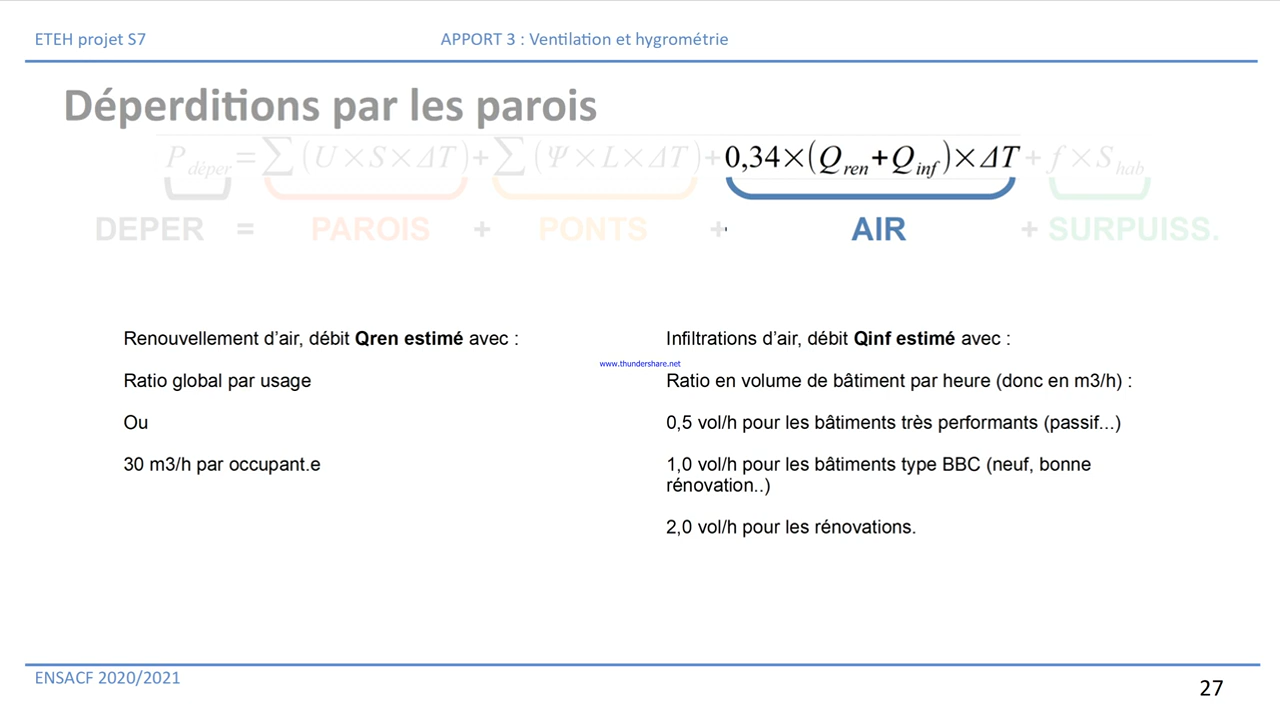 ETEH projet S7
APPORT 3 : Ventilation et hygrométrie
Déperditions par les parois
P déper = ∑ (U×S×ΔT) + ∑ (Ψ×L×ΔT) + 0,34×(Q ren + Q inf)×ΔT + f×S hab
DEPER = PAROIS + PONTS + AIR + SURPUISS.
Renouvellement d’air, débit Qren estimé avec :
Ratio global par usage
Ou
30 m3/h par occupant.e
Infiltrations d’air, débit Qinf estimé avec :
www.thundershare.net
Ratio en volume de bâtiment par heure (donc en m3/h) :
0,5 vol/h pour les bâtiments très performants (passif...)
1,0 vol/h pour les bâtiments type BBC (neuf, bonne
rénovation..)
2,0 vol/h pour les rénovations.
ENSACF 2020/2021
27